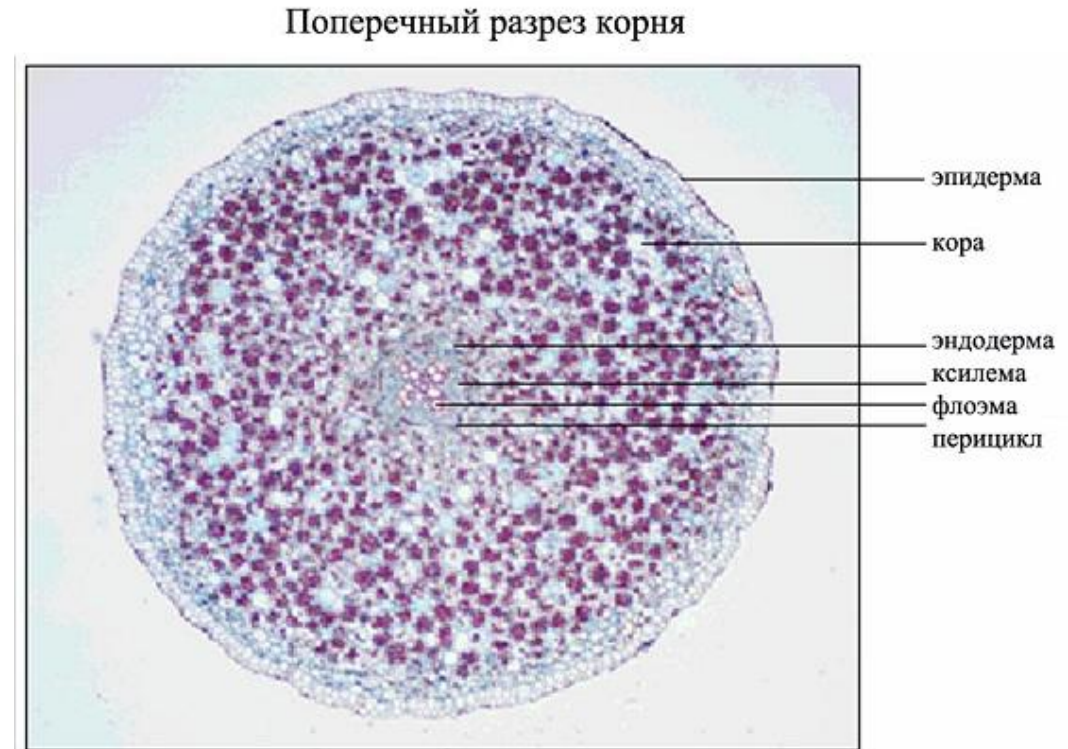 Поперечный разрез корня
эпидерма
кора
эндодерма
ксилема
флоэма
перицикл